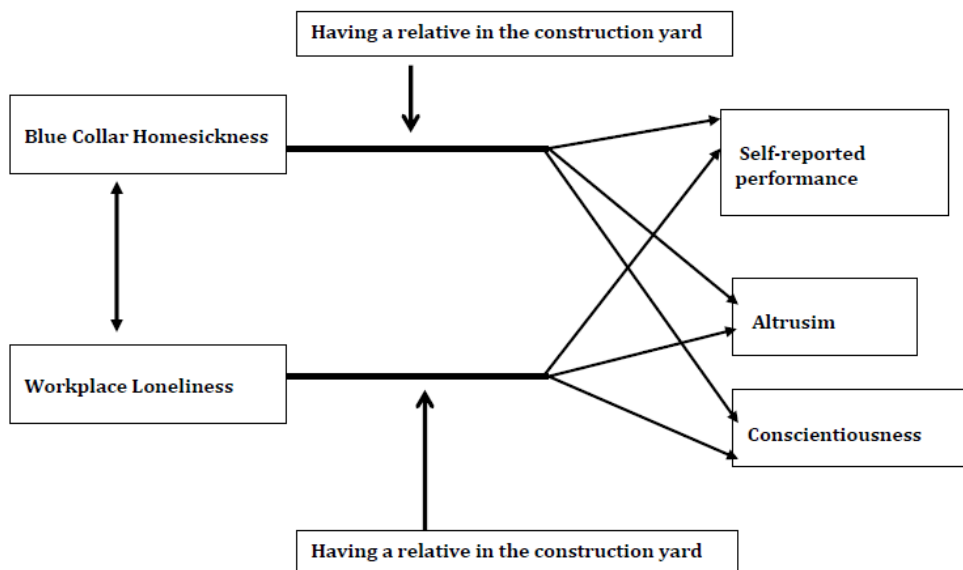 Having a relative in the construction yard
Blue Collar Homesickness
Self-reported
performance
Altrusim
Workplace Loneliness
Conscientiousness
Having a relative in the construction yard